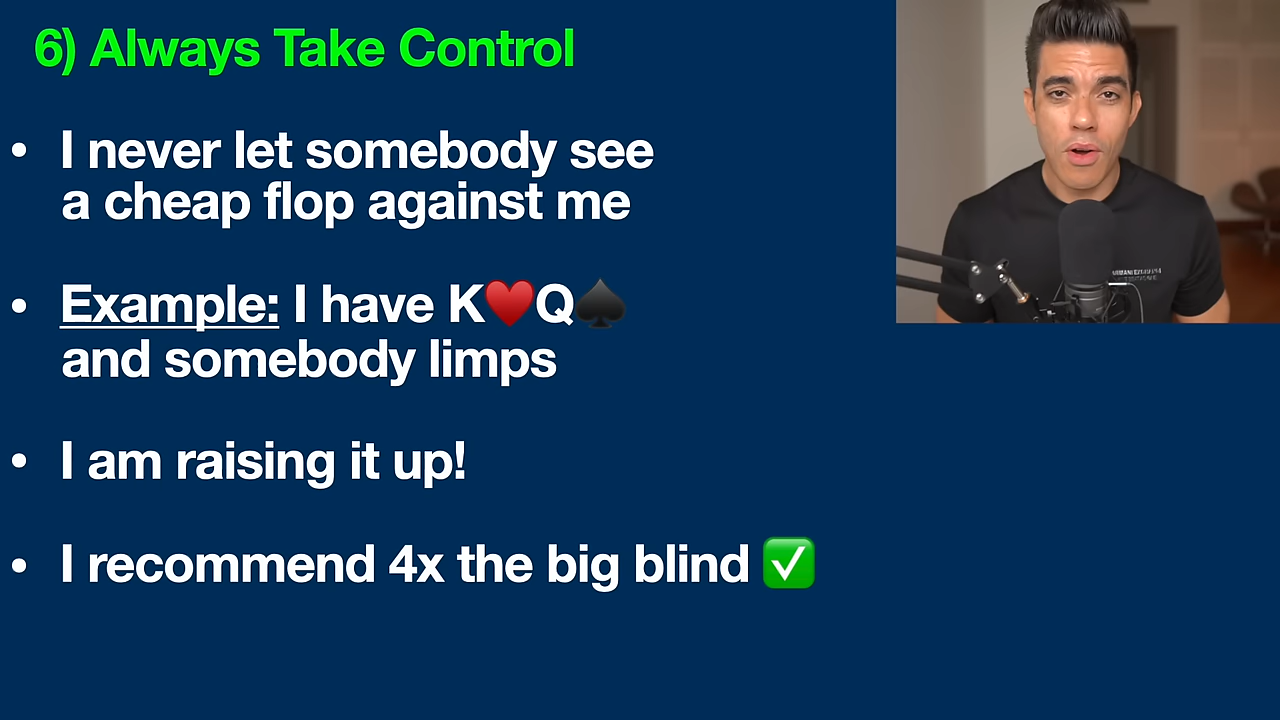 6) Always Take Control
• I never let somebody see
a cheap flop against me
• Example: I have K♥️Q♠️
and somebody limps
• I am raising it up!
• I recommend 4x the big blind ✅